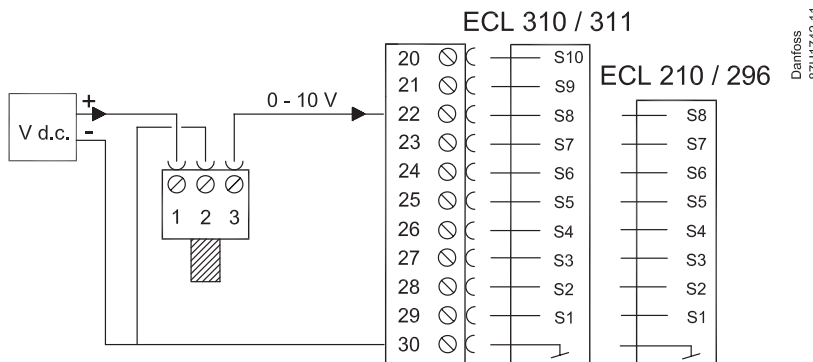 ECL 310 / 311
ECL 210 / 296
Danfoss
V d.c.
+
-
0 - 10 V
1 2 3
20 S10
21 S9
22 S8 S8
23 S7 S7
24 S6 S6
25 S5 S5
26 S4 S4
27 S3 S3
28 S2 S2
29 S1 S1
30